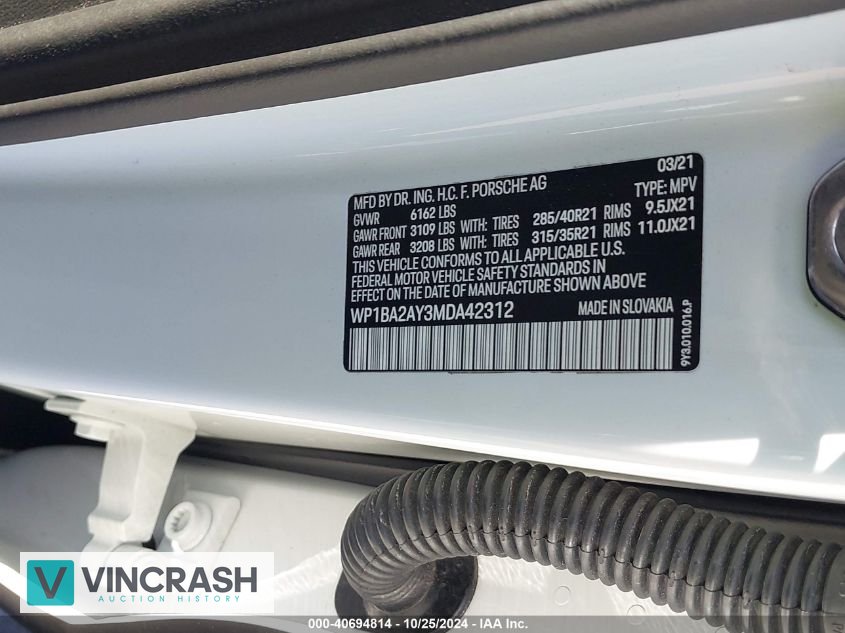 03/21
MFD BY DR. ING. H.C. F. PORSCHE AG
TYPE: MPV
GVWR 6162 LBS
GAWR FRONT 3109 LBS WITH: TIRES 285/40R21 RIMS 9.5JX21
GAWR REAR 3208 LBS WITH: TIRES 315/35R21 RIMS 11.0JX21
THIS VEHICLE CONFORMS TO ALL APPLICABLE U.S.
FEDERAL MOTOR VEHICLE SAFETY STANDARDS IN
EFFECT ON THE DATE OF MANUFACTURE SHOWN ABOVE
WP1BA2AY3MDA42312 MADE IN SLOVAKIA
9Y3.010.016.P
V VINCRASH
AUCTION HISTORY
000-40694814 - 10/25/2024 - IAA Inc.